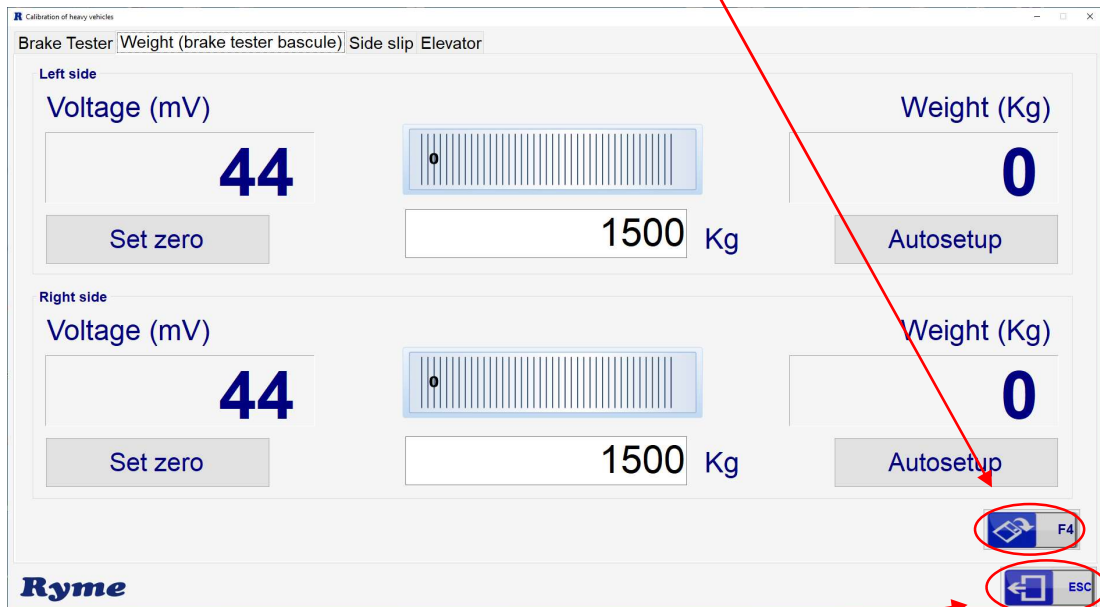 R Calibration of heavy vehicles
Brake Tester Weight (brake tester bascule) Side slip Elevator
Left side
Voltage (mV) Weight (Kg)
44 0 0
Set zero 1500 Kg Autosetup
Right side
Voltage (mV) Weight (Kg)
44 0 0
Set zero 1500 Kg Autosetup
F4
Ryme ESC